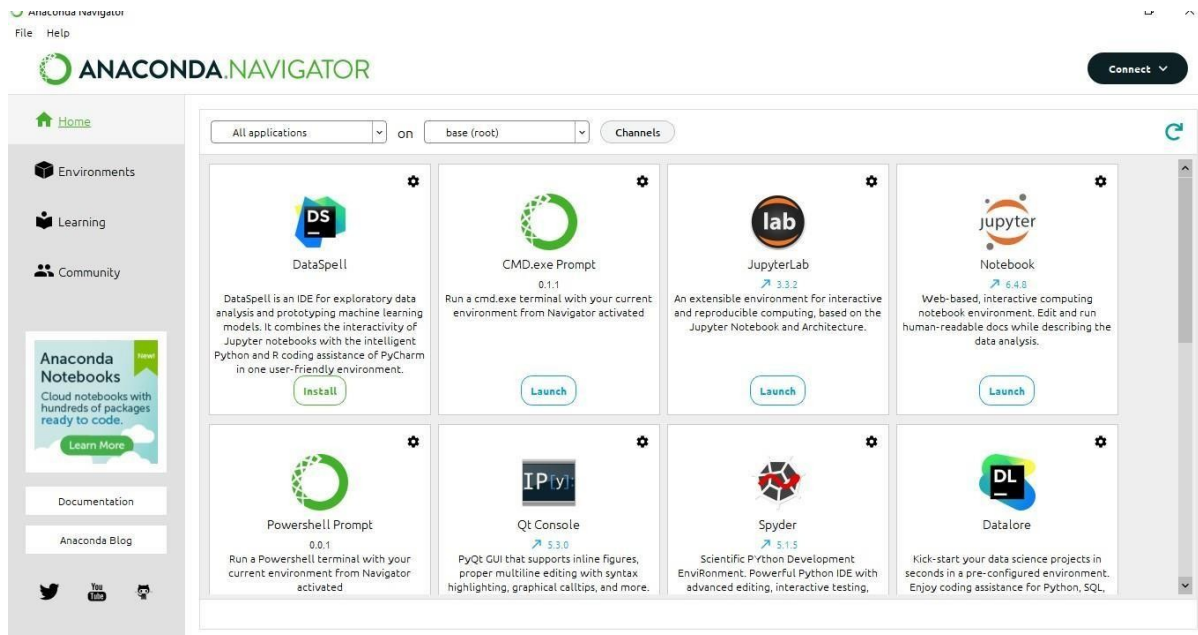 Anaconda Navigator
File Help
ANACONDA.NAVIGATOR
Connect
Home
Environments
Learning
Community
Anaconda
Notebooks
New!
Cloud notebooks with
hundreds of packages
ready to code.
Learn More
Documentation
Anaconda Blog
You
Tube
All applications on base (root) Channels
DS
DataSpell
DataSpell is an IDE for exploratory data
analysis and prototyping machine learning
models. It combines the interactivity of
Jupyter notebooks with the intelligent
Python and R coding assistance of PyCharm
in one user-friendly environment.
Install
CMD.exe Prompt
0.1.1
Run a cmd.exe terminal with your current
environment from Navigator activated
Launch
lab
JupyterLab
3.3.2
An extensible environment for interactive
and reproducible computing, based on the
Jupyter Notebook and Architecture.
Launch
jupyter
Notebook
6.4.8
Web-based, interactive computing
notebook environment. Edit and run
human-readable docs while describing the
data analysis.
Launch
Powershell Prompt
0.0.1
Run a Powershell terminal with your
current environment from Navigator
activated
IP[y]:
Qt Console
5.3.0
PyQt GUI that supports inline figures,
proper multiline editing with syntax
highlighting, graphical calltips, and more.
Spyder
5.1.5
Scientific PYthon Development
EnviRonment. Powerful Python IDE with
advanced editing, interactive testing,
DL
Datalore
Kick-start your data science projects in
seconds in a pre-configured environment.
Enjoy coding assistance for Python, SQL,